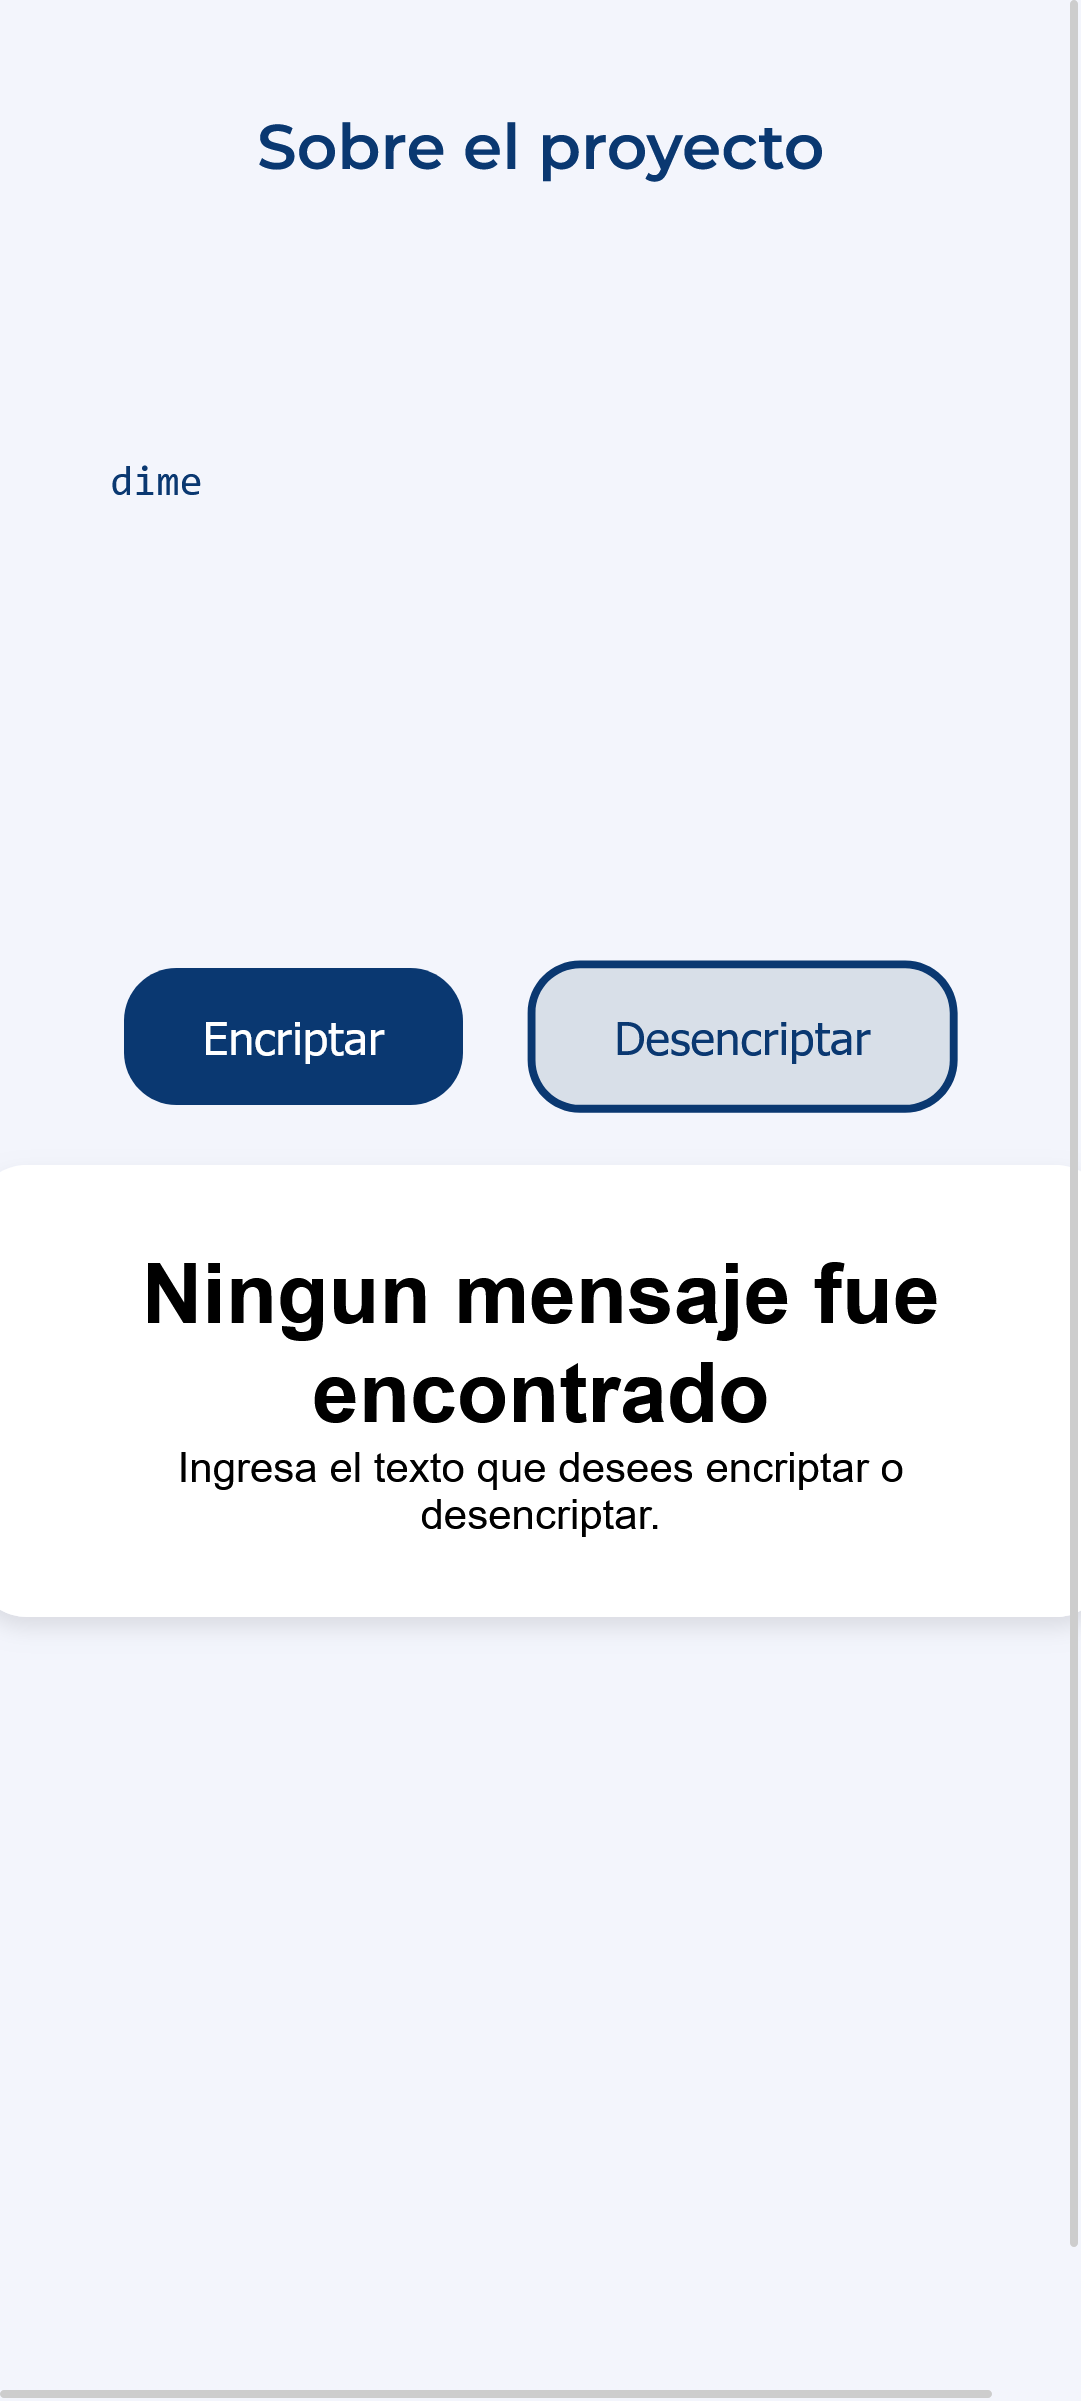 Sobre el proyecto
dime
Encriptar
Desencriptar
Ningun mensaje fue
encontrado
Ingresa el texto que desees encriptar o
desencriptar.